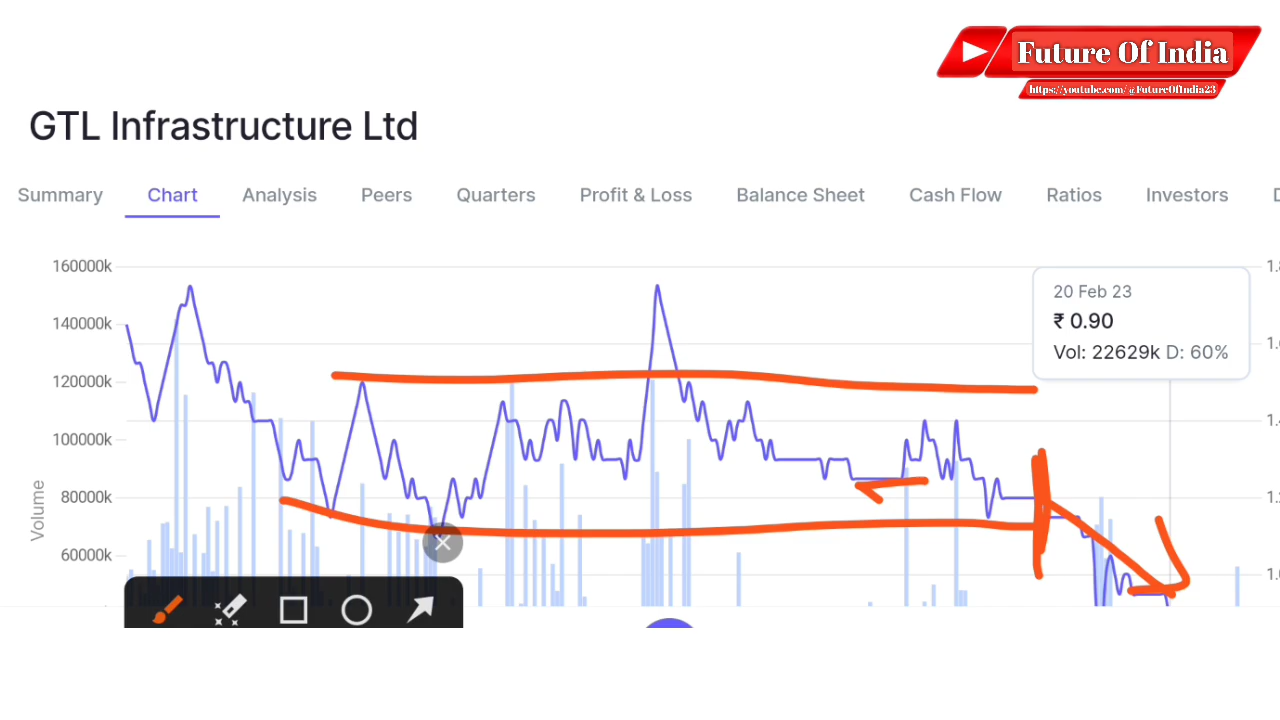 Future Of India
https://youtube.com/@FutureOfIndia23
GTL Infrastructure Ltd
Summary Chart Analysis Peers Quarters Profit & Loss Balance Sheet Cash Flow Ratios Investors
160000k
140000k
120000k
100000k
80000k
60000k
Volume
20 Feb 23
₹ 0.90
Vol: 22629k D: 60%